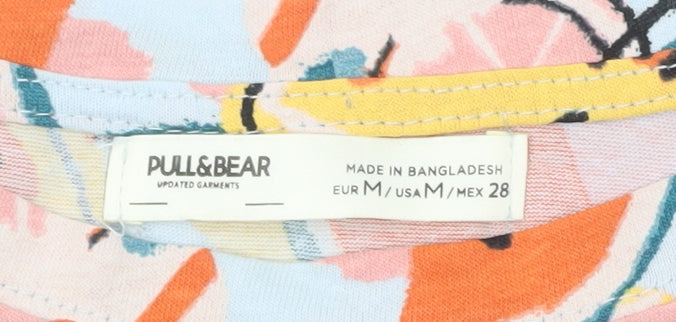 PULL&BEAR
UPDATED GARMENTS
MADE IN BANGLADESH
EUR M / USA M / MEX 28